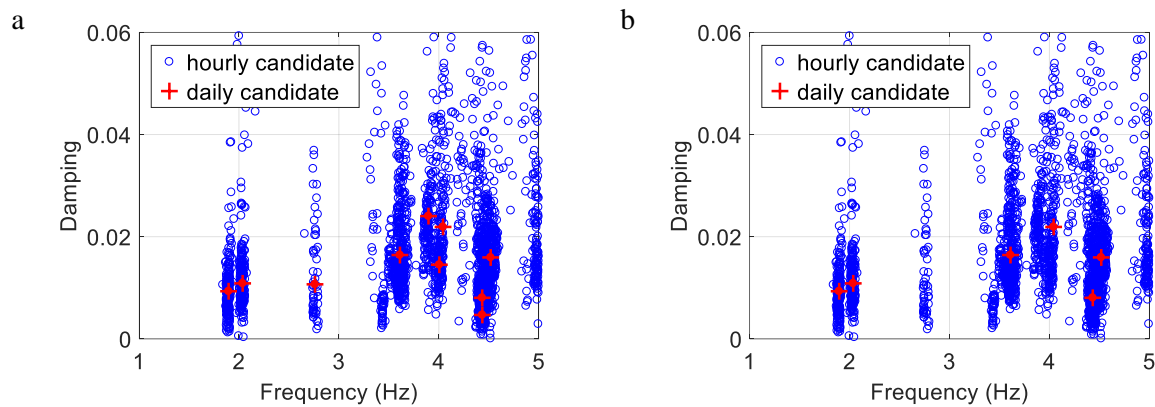 a
0.06
0.04
0.02
0
Damping
hourly candidate
daily candidate
1 2 3 4 5
Frequency (Hz)
b
0.06
0.04
0.02
0
Damping
hourly candidate
daily candidate
1 2 3 4 5
Frequency (Hz)